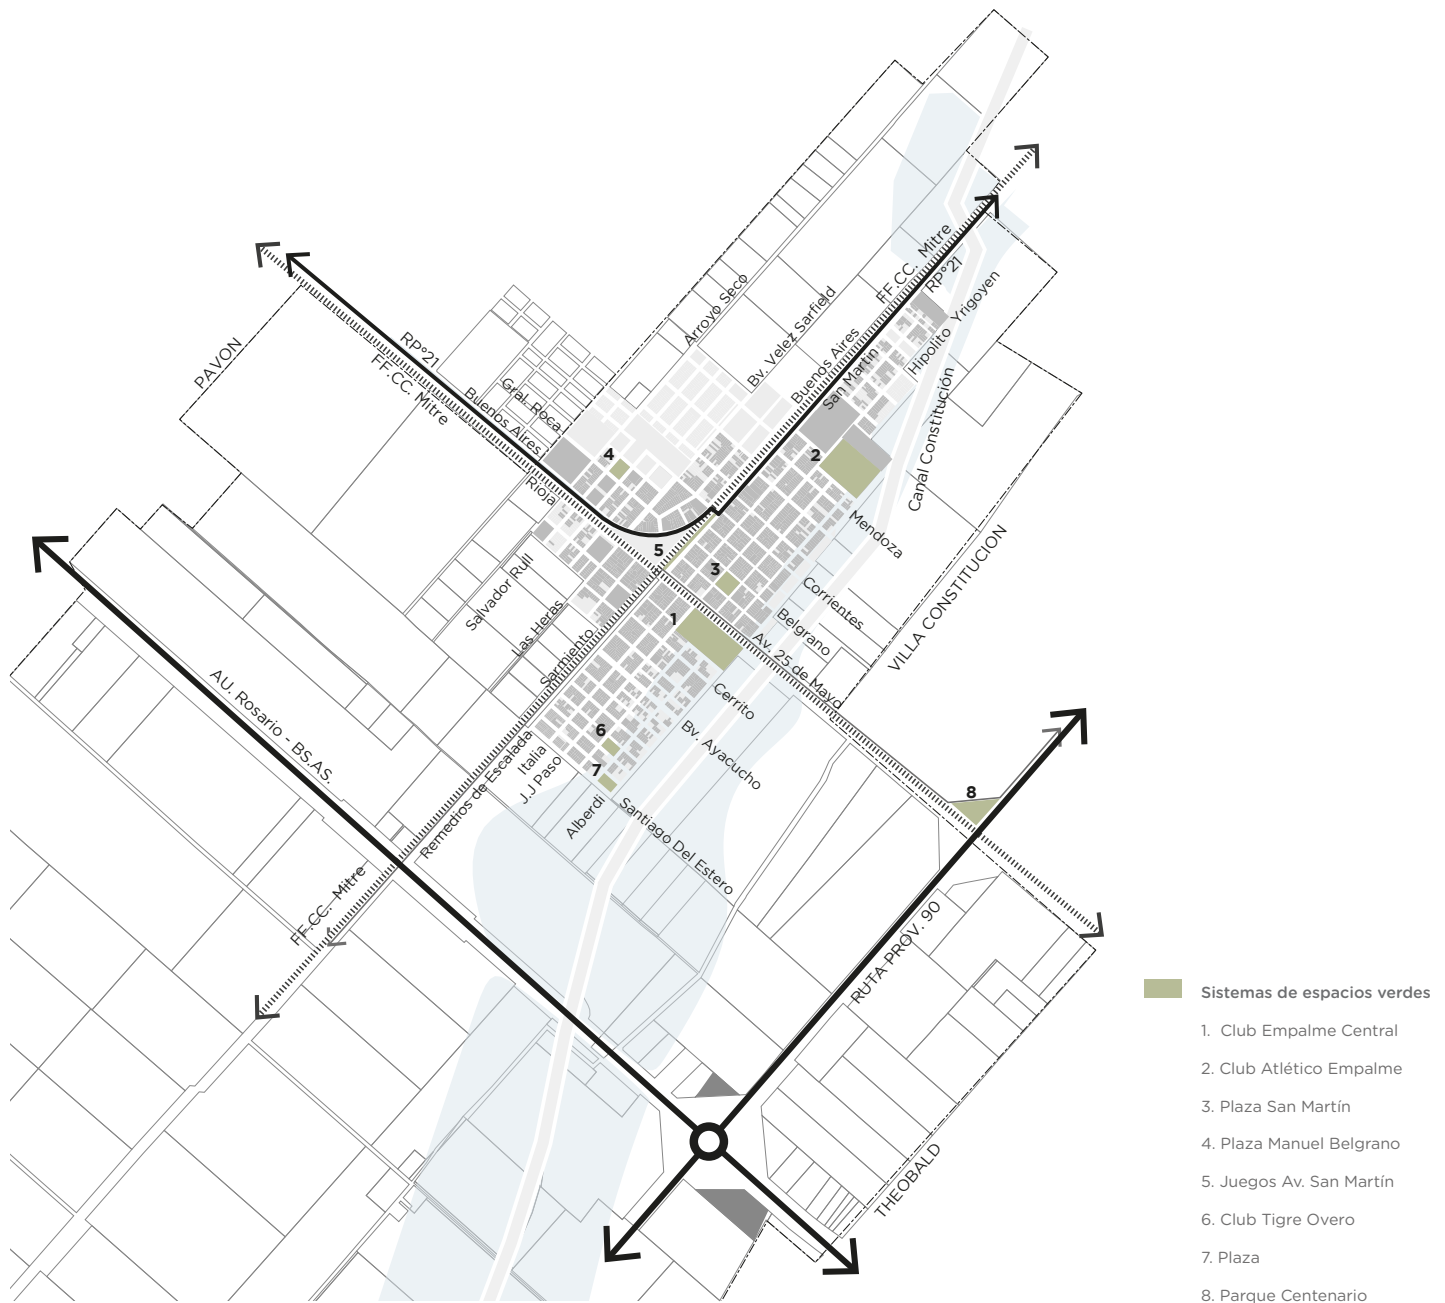 FF.CC. Mitre
RPº21
Hipolito Yrigoyen
Arroyo Seco
Bv. Velez Sarfield
Buenos Aires
San Martin
PAVON
RPº21
FF.CC. Mitre
Buenos Aires
Gral. Roca
Canal Constitución
4
2
Rioja
5
3
Mendoza
Salvador Rull
Las Heras
Sarmiento
1
Corrientes
Belgrano
Av. 25 de Mayo
VILLA CONSTITUCION
AU. Rosario - BS.AS.
Cerrito
Bv. Ayacucho
6
7
Remedios de Escalada
Italia
J.J Paso
Alberdi
Santiago Del Estero
8
FF.CC. Mitre
RUTA PROV. 90
THEOBALD
Sistemas de espacios verdes
1. Club Empalme Central
2. Club Atlético Empalme
3. Plaza San Martín
4. Plaza Manuel Belgrano
5. Juegos Av. San Martín
6. Club Tigre Overo
7. Plaza
8. Parque Centenario